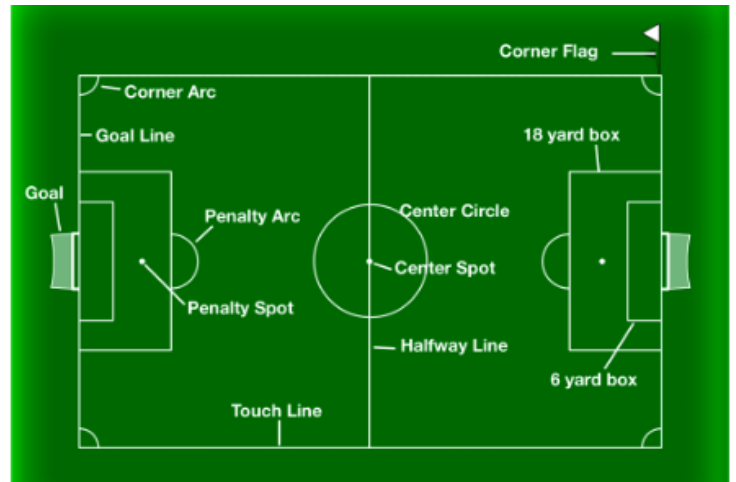 Corner Flag
Corner Arc
Goal Line
18 yard box
Goal
Penalty Arc
Center Circle
Center Spot
Penalty Spot
Halfway Line
6 yard box
Touch Line